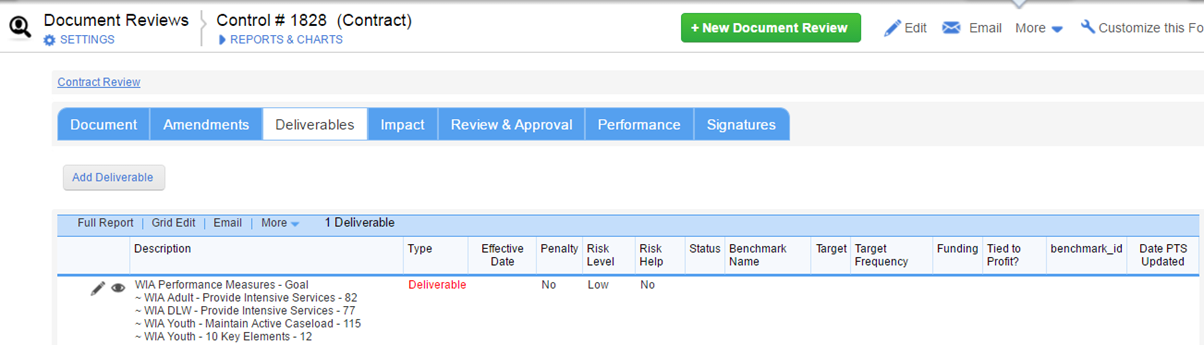 Document Reviews
SETTINGS
Control # 1828 (Contract)
REPORTS & CHARTS
+ New Document Review
Edit
Email
More
Customize this Fo
Contract Review
Document Amendments Deliverables Impact Review & Approval Performance Signatures
Add Deliverable
Full Report | Grid Edit | Email | More 1 Deliverable
Description Type Effective Date Penalty Risk Level Risk Help Status Benchmark Name Target Target Frequency Funding Tied to Profit? benchmark_id Date PTS Updated
WIA Performance Measures - Goal Deliverable No Low No
~ WIA Adult - Provide Intensive Services - 82
~ WIA DLW - Provide Intensive Services - 77
~ WIA Youth - Maintain Active Caseload - 115
~ WIA Youth - 10 Key Elements - 12